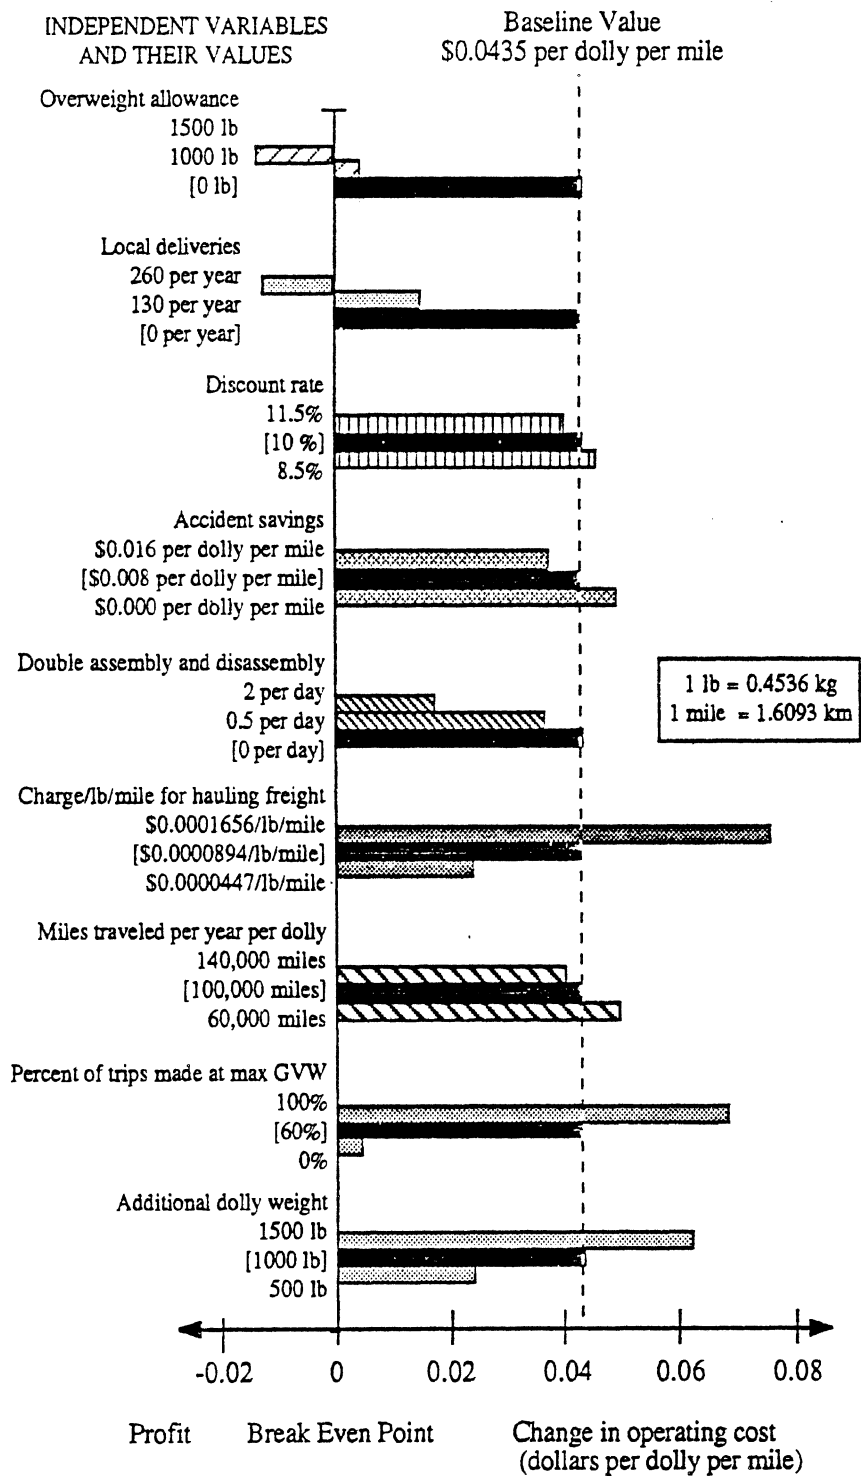 INDEPENDENT VARIABLES
AND THEIR VALUES
Baseline Value
$0.0435 per dolly per mile
Overweight allowance
1500 lb
1000 lb
[0 lb]
Local deliveries
260 per year
130 per year
[0 per year]
Discount rate
11.5%
[10 %]
8.5%
Accident savings
$0.016 per dolly per mile
[$0.008 per dolly per mile]
$0.000 per dolly per mile
Double assembly and disassembly
2 per day
0.5 per day
[0 per day]
1 lb = 0.4536 kg
1 mile = 1.6093 km
Charge/lb/mile for hauling freight
$0.0001656/lb/mile
[$0.0000894/lb/mile]
$0.0000447/lb/mile
Miles traveled per year per dolly
140,000 miles
[100,000 miles]
60,000 miles
Percent of trips made at max GVW
100%
[60%]
0%
Additional dolly weight
1500 lb
[1000 lb]
500 lb
-0.02 0 0.02 0.04 0.06 0.08
Profit Break Even Point Change in operating cost
(dollars per dolly per mile)